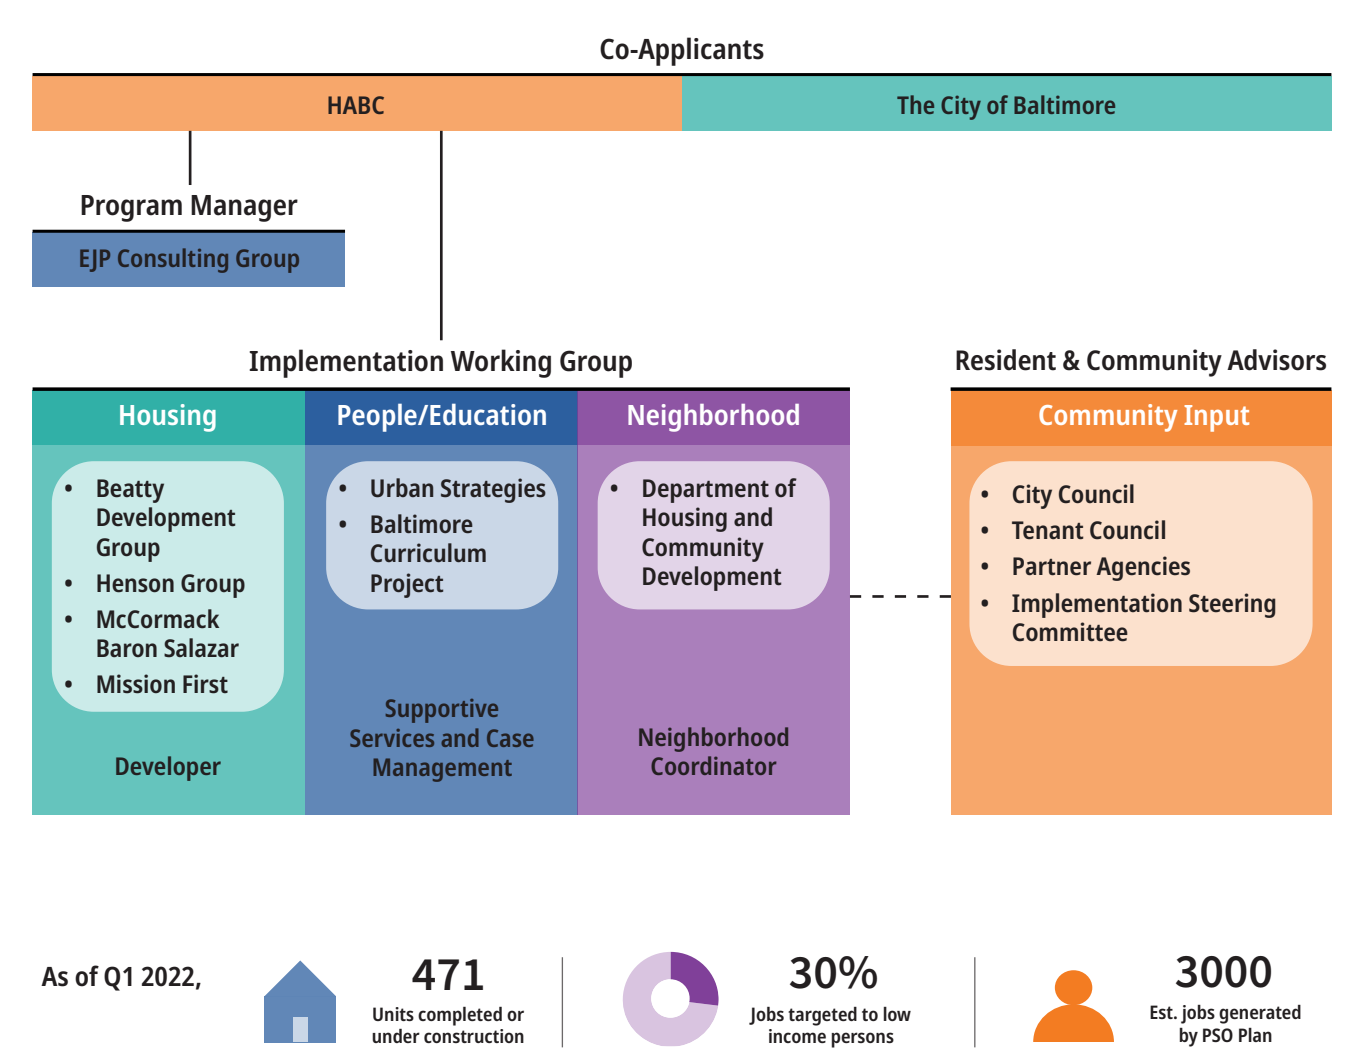 Co-Applicants
HABC
The City of Baltimore
Program Manager
EJP Consulting Group
Implementation Working Group
Housing
• Beatty
Development
Group
• Henson Group
• McCormack
Baron Salazar
• Mission First
Developer
People/Education
• Urban Strategies
• Baltimore
Curriculum
Project
Supportive
Services and Case
Management
Neighborhood
• Department of
Housing and
Community
Development
Neighborhood
Coordinator
Resident & Community Advisors
Community Input
• City Council
• Tenant Council
• Partner Agencies
• Implementation Steering
Committee
As of Q1 2022,
471
Units completed or
under construction
30%
Jobs targeted to low
income persons
3000
Est. jobs generated
by PSO Plan